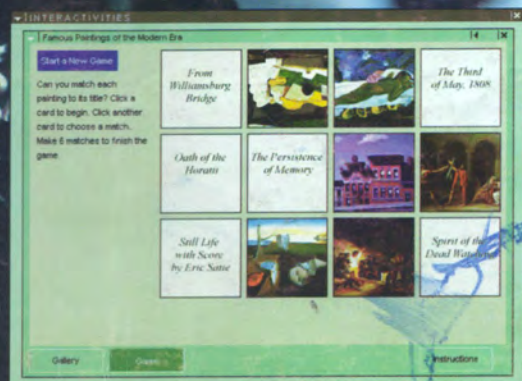 INTERACTIVITIES
Famous Paintings of the Modern Era
Start a New Game
Can you match each
painting to its title? Click a
card to begin. Click another
card to choose a match.
Make 6 matches to finish the
game.
From
Williamsburg
Bridge
The Third
of May, 1808
Oath of the
Horatii
The Persistence
of Memory
Still Life
with Score
by Eric Satie
Spirit of the
Dead
Gallery
Game
Instructions